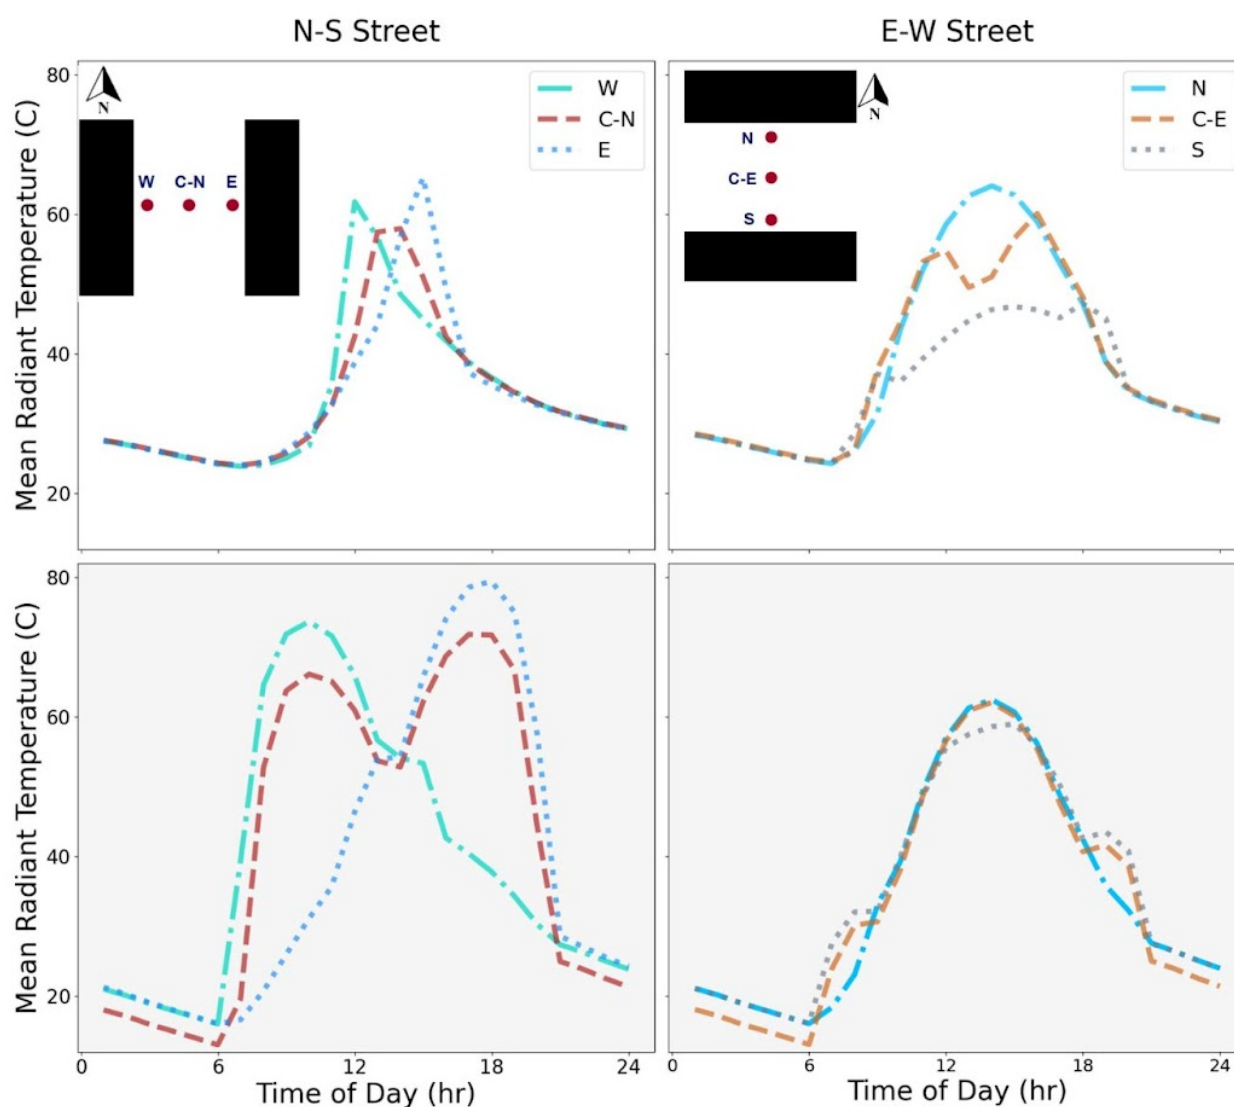 N-S Street
E-W Street
Mean Radiant Temperature (C)
80
60
40
20
N
W C-N E
W
C-N
E
N
N
C-E
S
N
C-E
S
Mean Radiant Temperature (C)
80
60
40
20
0 6 12 18 24
Time of Day (hr)
0 6 12 18 24
Time of Day (hr)